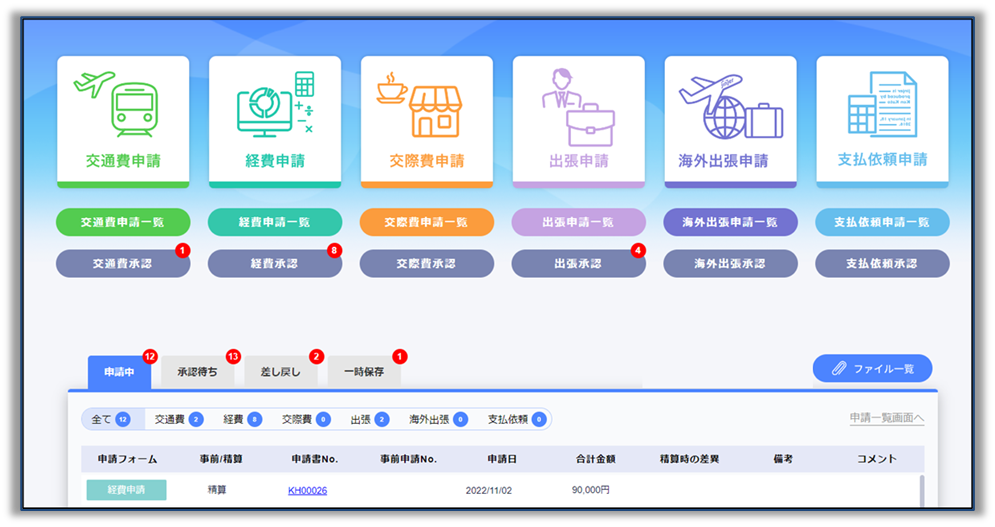 交通費申請 経費申請 交際費申請 出張申請 海外出張申請 支払依頼申請
交通費申請一覧 経費申請一覧 交際費申請一覧 出張申請一覧 海外出張申請一覧 支払依頼申請一覧
1 8 4
交通費承認 経費承認 交際費承認 出張承認 海外出張承認 支払依頼承認
12 13 2 1
申請中 承認待ち 差し戻し 一時保存 ファイル一覧
全て 12 交通費 2 経費 8 交際費 0 出張 2 海外出張 0 支払依頼 0 申請一覧画面へ
申請フォーム 事前/精算 申請書No. 事前申請No. 申請日 合計金額 精算時の差異 備考 コメント
経費申請 精算 KH00026 2022/11/02 90,000円